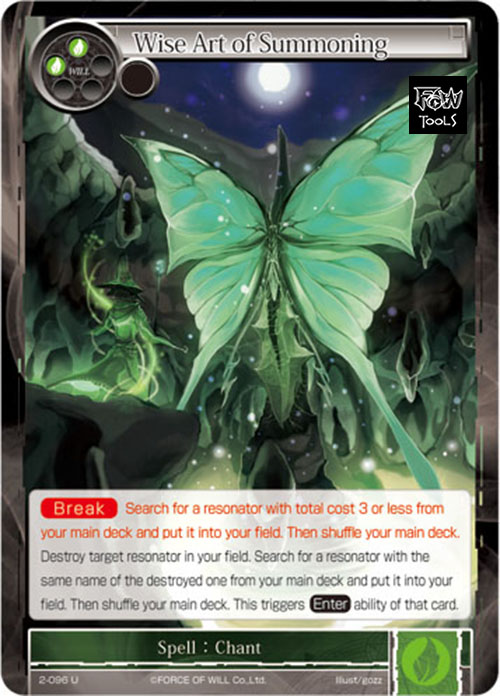 Wise Art of Summoning
WILL
FOW
TOOLS
Break Search for a resonator with total cost 3 or less from
your main deck and put it into your field. Then shuffle your main deck.
Destroy target resonator in your field. Search for a resonator with the
same name of the destroyed one from your main deck and put it into your
field. Then shuffle your main deck. This triggers Enter ability of that card.
Spell : Chant
2-096 U ©FORCE OF WILL Co.,Ltd. Illust/gozz